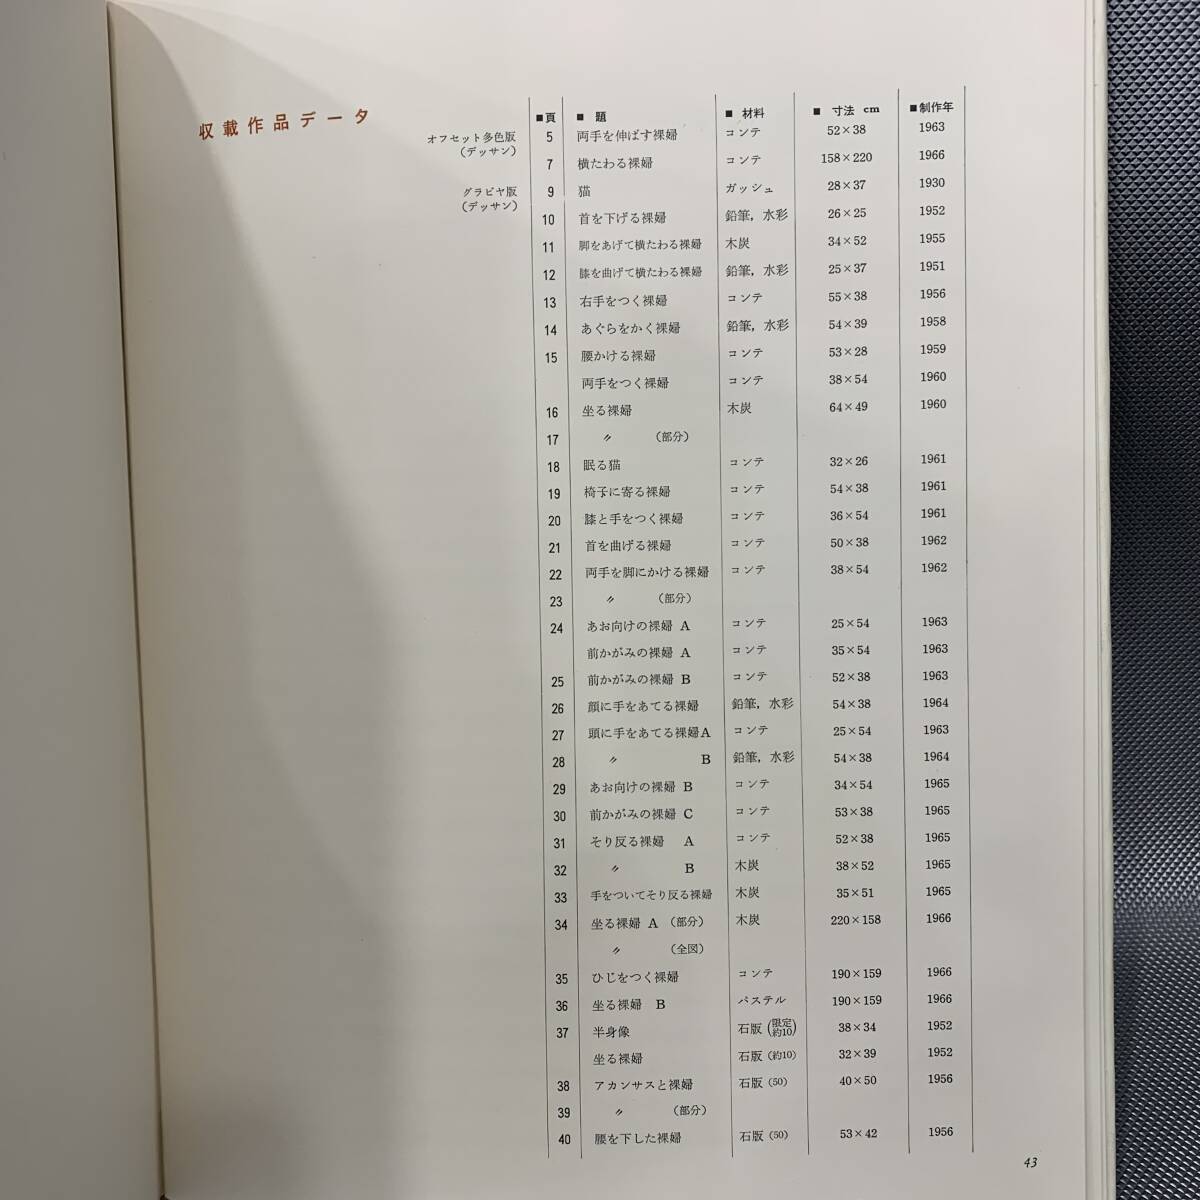 収載作品データ
■頁 ■ 題 ■ 材料 ■ 寸法 cm ■制作年
オフセット多色版 5 両手を伸ばす裸婦 コンテ 52×38 1963
(デッサン)
7 横たわる裸婦 コンテ 158×220 1966
グラビヤ版 9 猫 ガッシュ 28×37 1930
(デッサン)
10 首を下げる裸婦 鉛筆，水彩 26×25 1952
11 脚をあげて横たわる裸婦 木炭 34×52 1955
12 膝を曲げて横たわる裸婦 鉛筆，水彩 25×37 1951
13 右手をつく裸婦 コンテ 55×38 1956
14 あぐらをかく裸婦 鉛筆，水彩 54×39 1958
15 腰かける裸婦 コンテ 53×28 1959
両手をつく裸婦 コンテ 38×54 1960
16 坐る裸婦 木炭 64×49 1960
17 〃 (部分)
18 眠る猫 コンテ 32×26 1961
19 椅子に寄る裸婦 コンテ 54×38 1961
20 膝と手をつく裸婦 コンテ 36×54 1961
21 首を曲げる裸婦 コンテ 50×38 1962
22 両手を脚にかける裸婦 コンテ 38×54 1962
23 〃 (部分)
24 あお向けの裸婦 A コンテ 25×54 1963
前かがみの裸婦 A コンテ 35×54 1963
25 前かがみの裸婦 B コンテ 52×38 1963
26 顔に手をあてる裸婦 鉛筆，水彩 54×38 1964
27 頭に手をあてる裸婦A コンテ 25×54 1963
28 〃 B 鉛筆，水彩 54×38 1964
29 あお向けの裸婦 B コンテ 34×54 1965
30 前かがみの裸婦 C コンテ 53×38 1965
31 そり反る裸婦 A コンテ 52×38 1965
32 〃 B 木炭 38×52 1965
33 手をついてそり反る裸婦 木炭 35×51 1965
34 坐る裸婦 A (部分) 木炭 220×158 1966
〃 (全図)
35 ひじをつく裸婦 コンテ 190×159 1966
36 坐る裸婦 B パステル 190×159 1966
37 半身像 石版 (限定約10) 38×34 1952
坐る裸婦 石版 (約10) 32×39 1952
38 アカンサスと裸婦 石版 (50) 40×50 1956
39 〃 (部分)
40 腰を下した裸婦 石版 (50) 53×42 1956
43